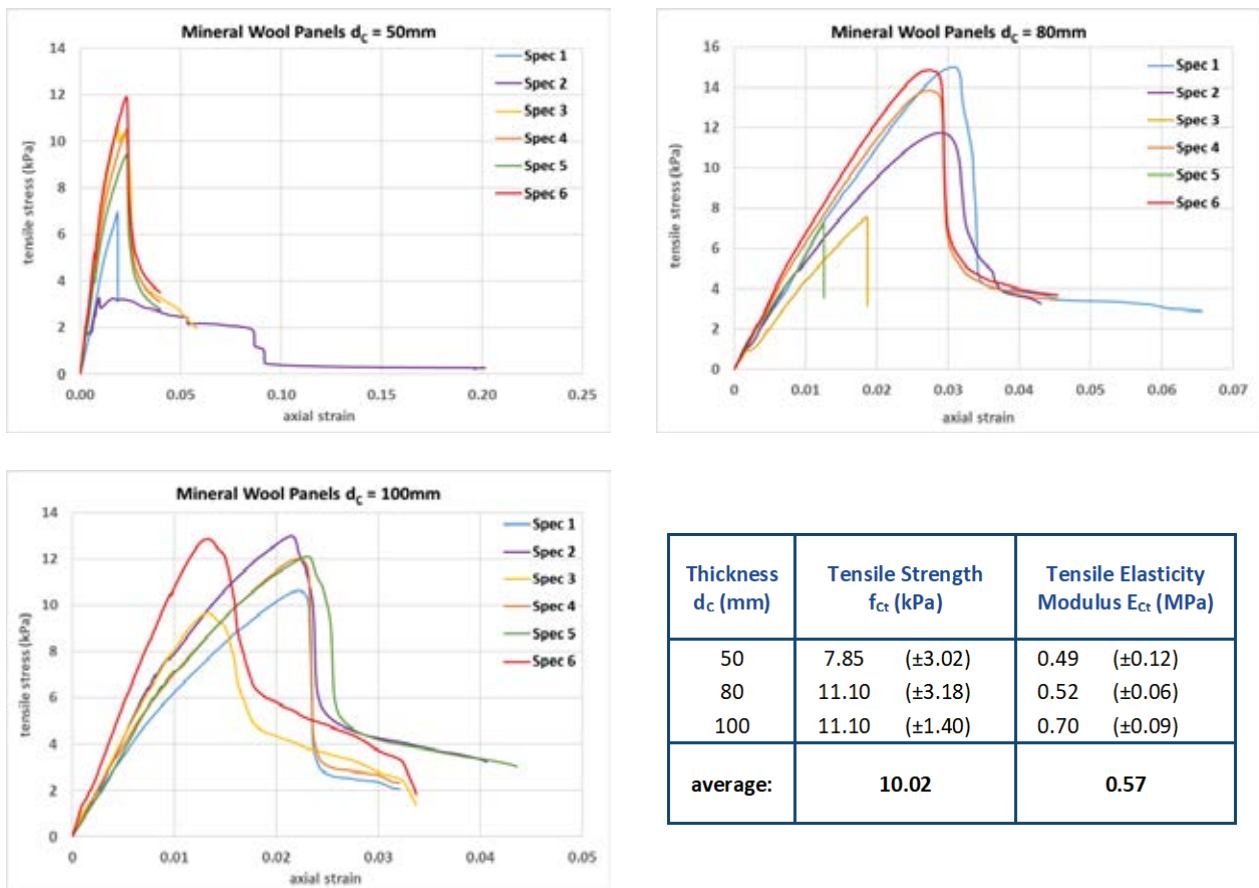 Mineral Wool Panels dC = 50mm
tensile stress (kPa)
14
12
10
8
6
4
2
0
0.00 0.05 0.10 0.15 0.20 0.25
axial strain
Spec 1
Spec 2
Spec 3
Spec 4
Spec 5
Spec 6
Mineral Wool Panels dC = 80mm
tensile stress (kPa)
16
14
12
10
8
6
4
2
0
0 0.01 0.02 0.03 0.04 0.05 0.06 0.07
axial strain
Spec 1
Spec 2
Spec 3
Spec 4
Spec 5
Spec 6
Mineral Wool Panels dC = 100mm
tensile stress (kPa)
14
12
10
8
6
4
2
0
0 0.01 0.02 0.03 0.04 0.05
axial strain
Spec 1
Spec 2
Spec 3
Spec 4
Spec 5
Spec 6
Thickness Tensile Strength Tensile Elasticity
dC (mm) fCt (kPa) Modulus ECt (MPa)
50 7.85 (±3.02) 0.49 (±0.12)
80 11.10 (±3.18) 0.52 (±0.06)
100 11.10 (±1.40) 0.70 (±0.09)
average: 10.02 0.57